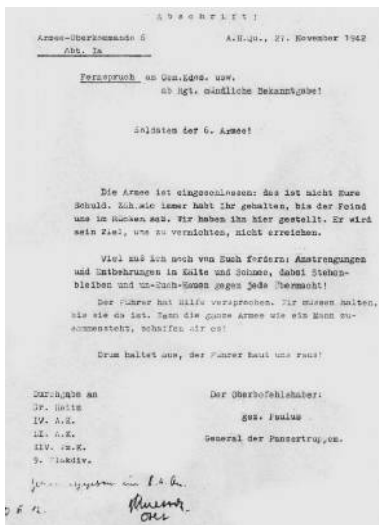 Abschrift!
Armee-Oberkommando 6
Abt. Ia
A.H.Qu., 27. November 1942
Fernspruch an Gen.Kdos. usw.
ab Rgt. mündliche Bekanntgabe!
Soldaten der 6. Armee!
Die Armee ist eingeschlossen: das ist nicht Eure
Schuld. Zäh wie immer habt Ihr gehalten, bis der Feind
uns im Rücken saß. Wir haben ihn hier gestellt. Er wird
sein Ziel, uns zu vernichten, nicht erreichen.
Viel muß ich noch von Euch fordern: Anstrengungen
und Entbehrungen in Kälte und Schnee, dabei Stehen-
bleiben und um-Euch-Hauen gegen jede Übermacht!
Der Führer hat Hilfe versprochen. Wir müssen halten,
bis sie da ist. Wenn die ganze Armee wie ein Mann zu-
sammensteht, schaffen wir es!
Drum haltet aus, der Führer haut uns raus!
Durchgabe an
Gr. Heitz
IV. A.K.
LI. A.K.
XIV. Pz.K.
9. Flakdiv.
Der Oberbefehlshaber:
gez. Paulus
General der Panzertruppen.